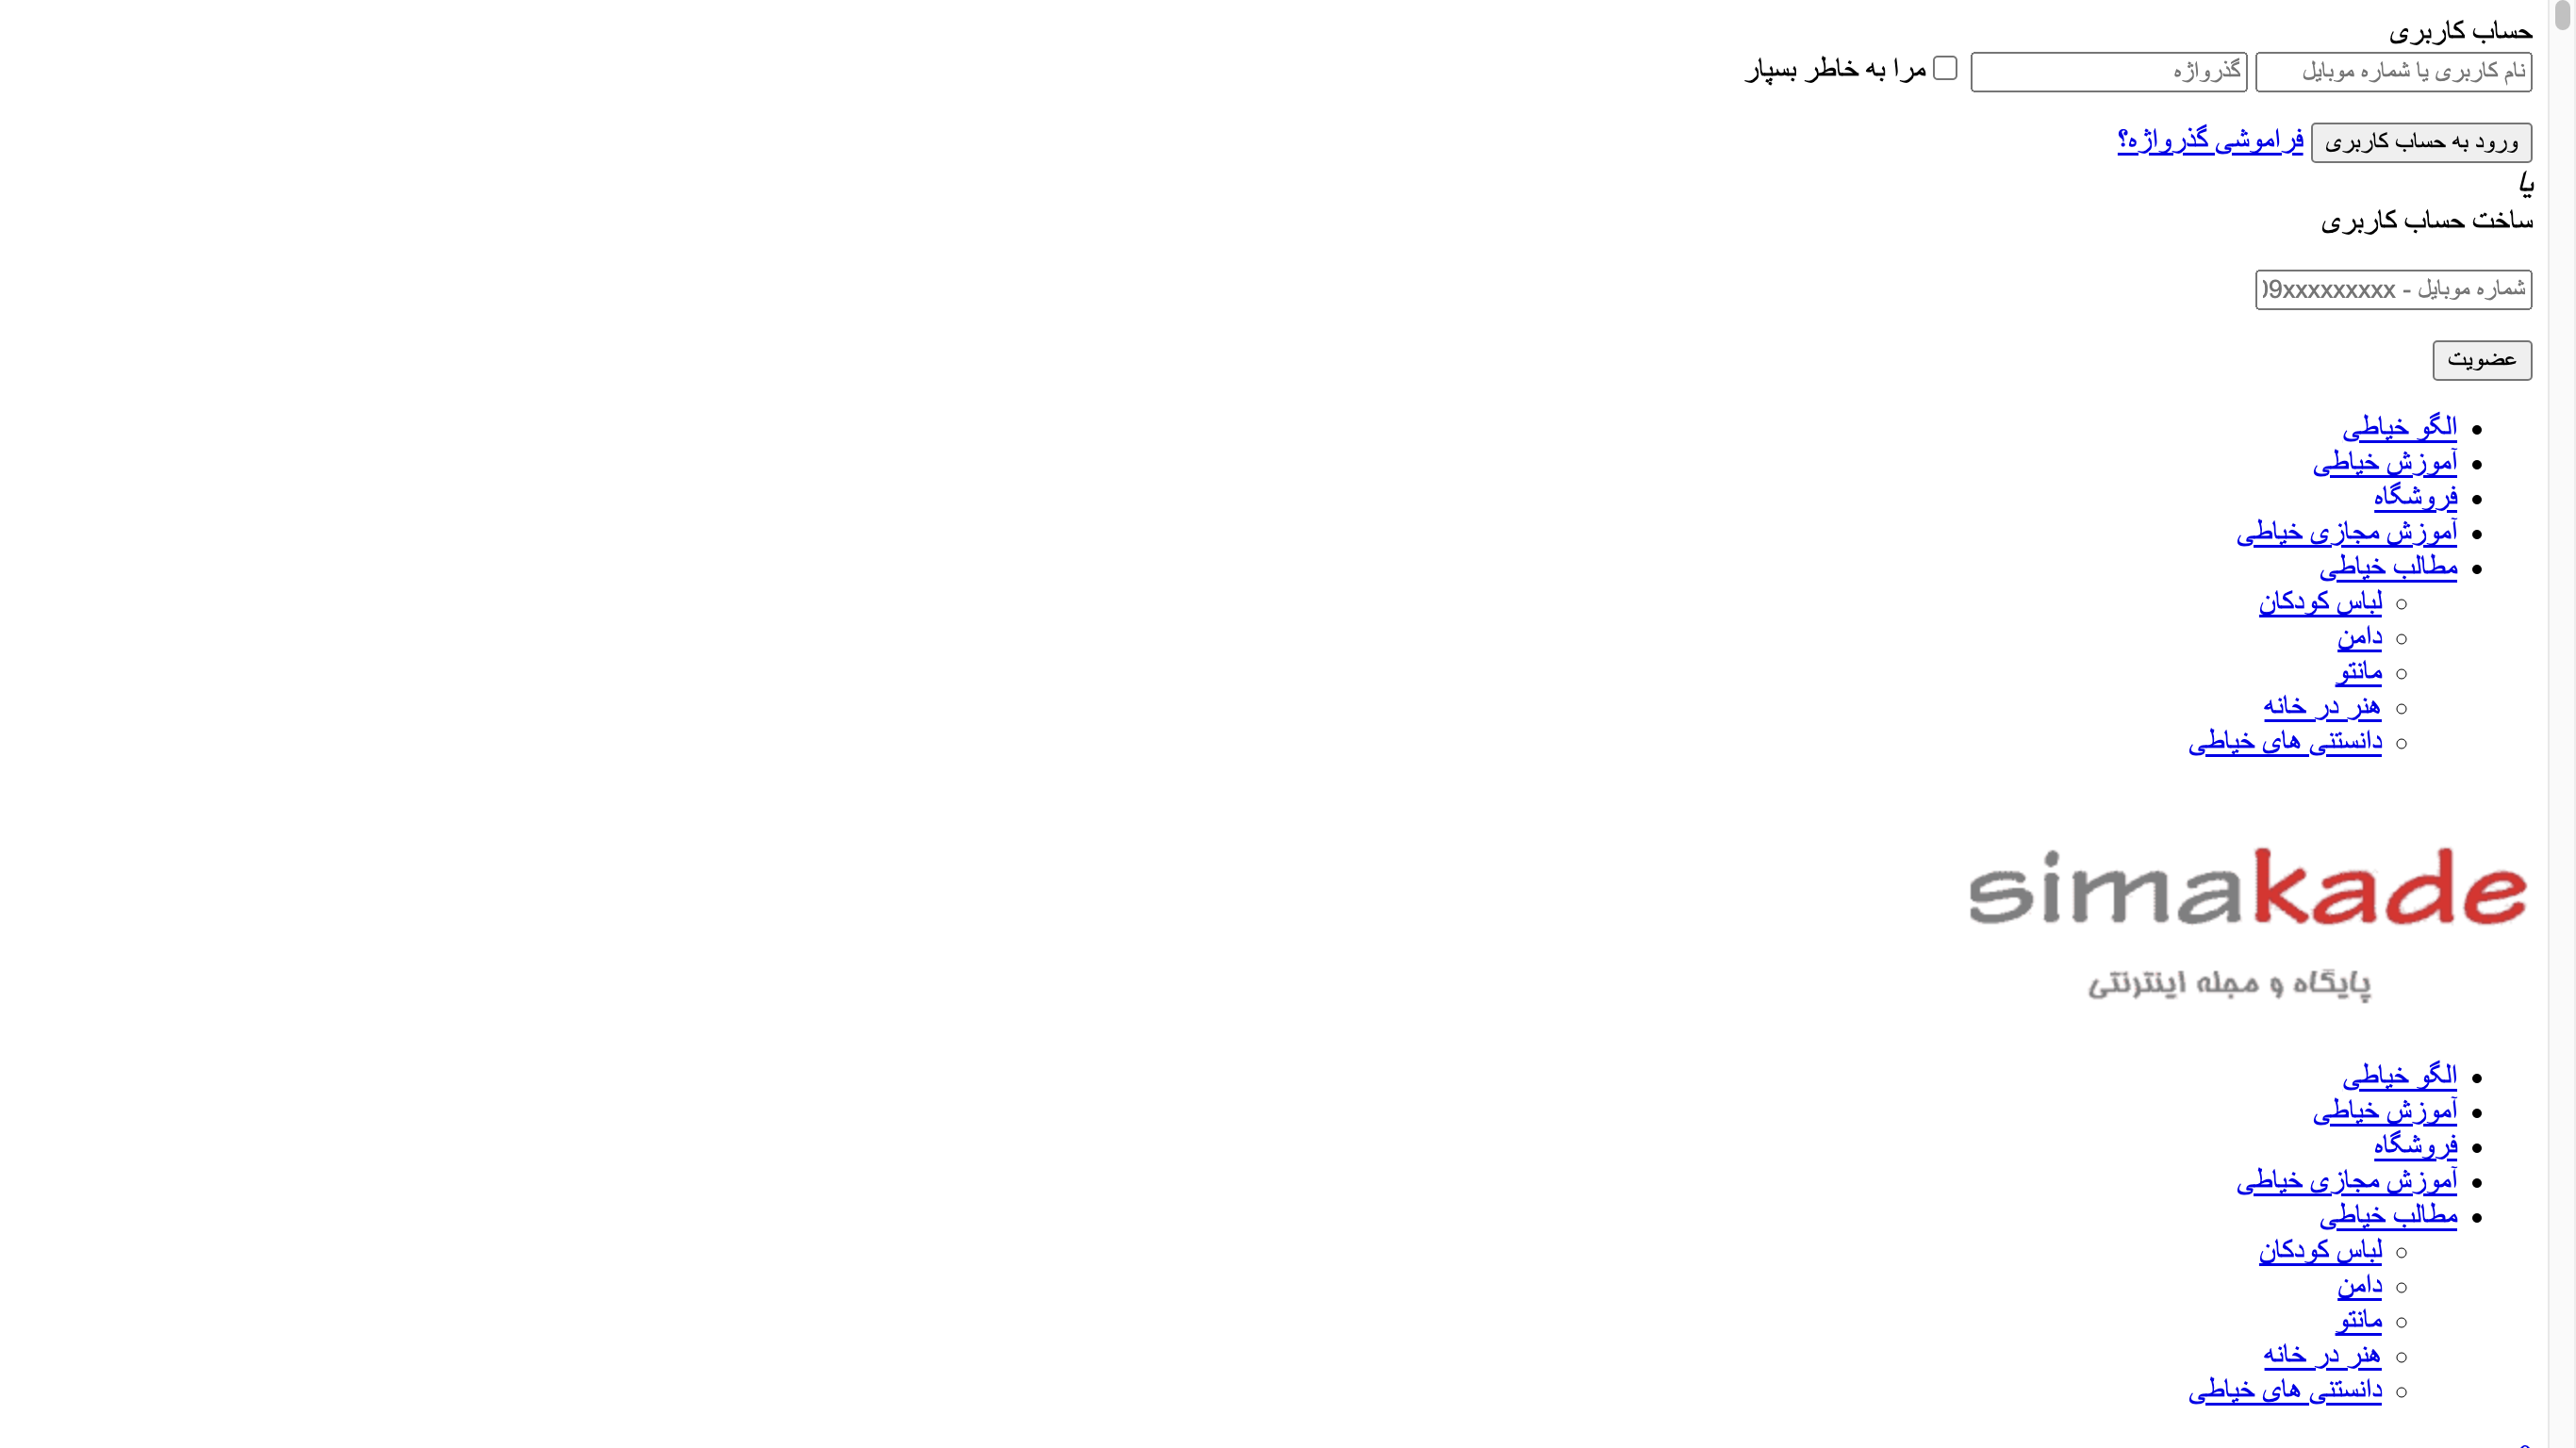 حساب کاربری
نام کاربری یا شماره موبایل گذرواژه مرا به خاطر بسپار
ورود به حساب کاربری فراموشی گذرواژه؟
یا
ساخت حساب کاربری
شماره موبایل - 09xxxxxxxxx
عضویت
الگو خیاطی
آموزش خیاطی
فروشگاه
آموزش مجازی خیاطی
مطالب خیاطی
لباس کودکان
دامن
مانتو
هنر در خانه
دانستنی های خیاطی
simakade
پایگاه و مجله اینترنتی
الگو خیاطی
آموزش خیاطی
فروشگاه
آموزش مجازی خیاطی
مطالب خیاطی
لباس کودکان
دامن
مانتو
هنر در خانه
دانستنی های خیاطی